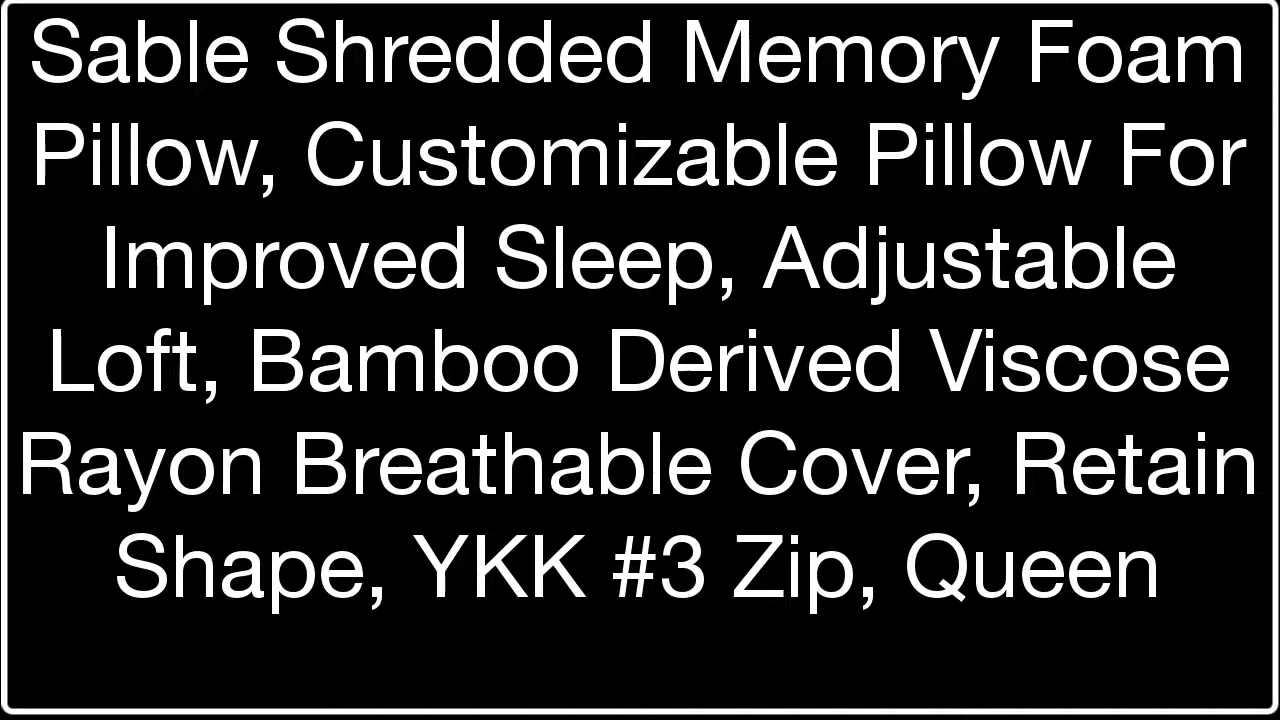 Sable Shredded Memory Foam
Pillow, Customizable Pillow For
Improved Sleep, Adjustable
Loft, Bamboo Derived Viscose
Rayon Breathable Cover, Retain
Shape, YKK #3 Zip, Queen